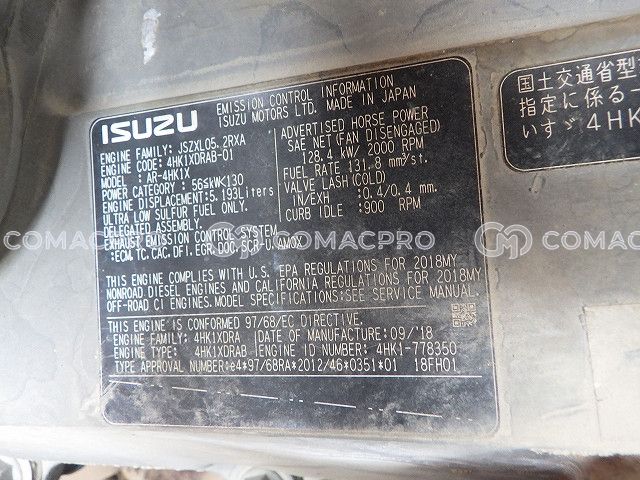 ISUZU
EMISSION CONTROL INFORMATION
ISUZU MOTORS LTD. MADE IN JAPAN
ENGINE FAMILY: JSZXL05.2RXA
ENGINE CODE: 4HK1XDRAB-01
MODEL: AR-4HK1X
POWER CATEGORY: 56≤kWK130
ENGINE DISPLACEMENT: 5.193Liters
ULTRA LOW SULFUR FUEL ONLY.
DELEGATED ASSEMBLY.
EXHAUST EMISSION CONTROL SYSTEM
:ECM, TC, CAC, DFI, EGR, DOC, SCR-U, AMOX
ADVERTISED HORSE POWER
SAE NET (FAN DISENGAGED)
128.4 kW/ 2000 RPM
FUEL RATE 131.8 mm³/st.
VALVE LASH (COLD)
IN/EXH :0.4/0.4 mm.
CURB IDLE :900 RPM
THIS ENGINE COMPLIES WITH U.S. EPA REGULATIONS FOR 2018MY
NONROAD DIESEL ENGINES AND CALIFORNIA REGULATIONS FOR 2018MY
OFF-ROAD CI ENGINES. MODEL SPECIFICATIONS: SEE SERVICE MANUAL.
THIS ENGINE IS CONFORMED 97/68/EC DIRECTIVE.
ENGINE FAMILY: 4HK1XDRA DATE OF MANUFACTURE: 09/'18
ENGINE TYPE: 4HK1XDRAB ENGINE ID NUMBER: 4HK1-778350
TYPE APPROVAL NUMBER:e4*97/68RA*2012/46*0351*01 18FH01
国土交通省型
指定に係る一
いすゞ 4HK
COMACPRO
COMACPRO
COMACPRO